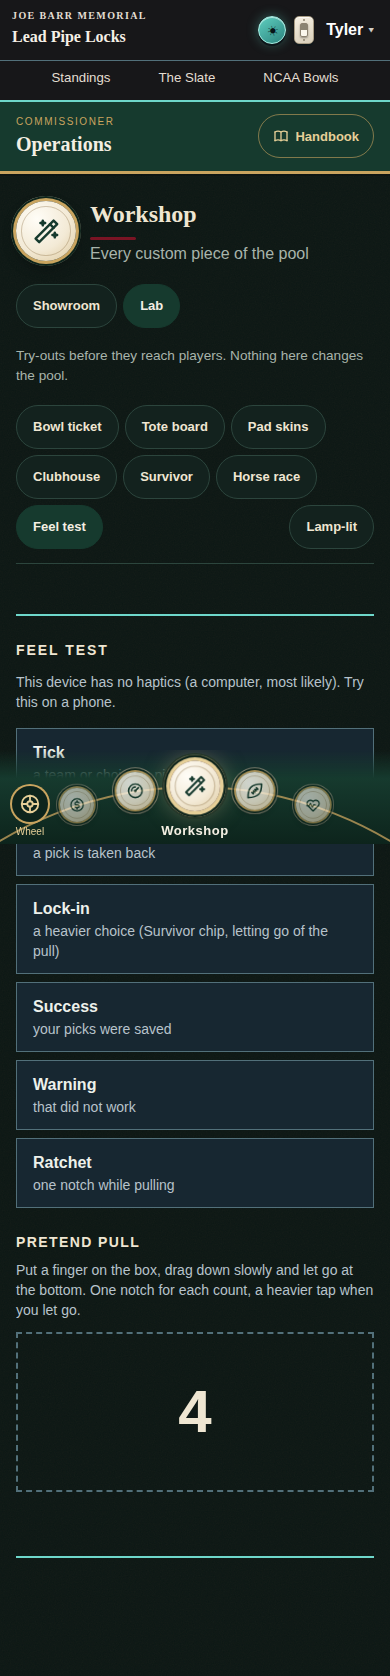 JOE BARR MEMORIAL
Lead Pipe Locks
Tyler
Standings
The Slate
NCAA Bowls
COMMISSIONER
Operations
Handbook
Workshop
Every custom piece of the pool
Showroom
Lab
Try-outs before they reach players. Nothing here changes
the pool.
Bowl ticket
Tote board
Pad skins
Clubhouse
Survivor
Horse race
Feel test
Lamp-lit
FEEL TEST
This device has no haptics (a computer, most likely). Try
this on a phone.
Tick
a team or
Wheel
Workshop
a pick is taken back
Lock-in
a heavier choice (Survivor chip, letting go of the
pull)
Success
your picks were saved
Warning
that did not work
Ratchet
one notch while pulling
PRETEND PULL
Put a finger on the box, drag down slowly and let go at
the bottom. One notch for each count, a heavier tap when
you let go.
4